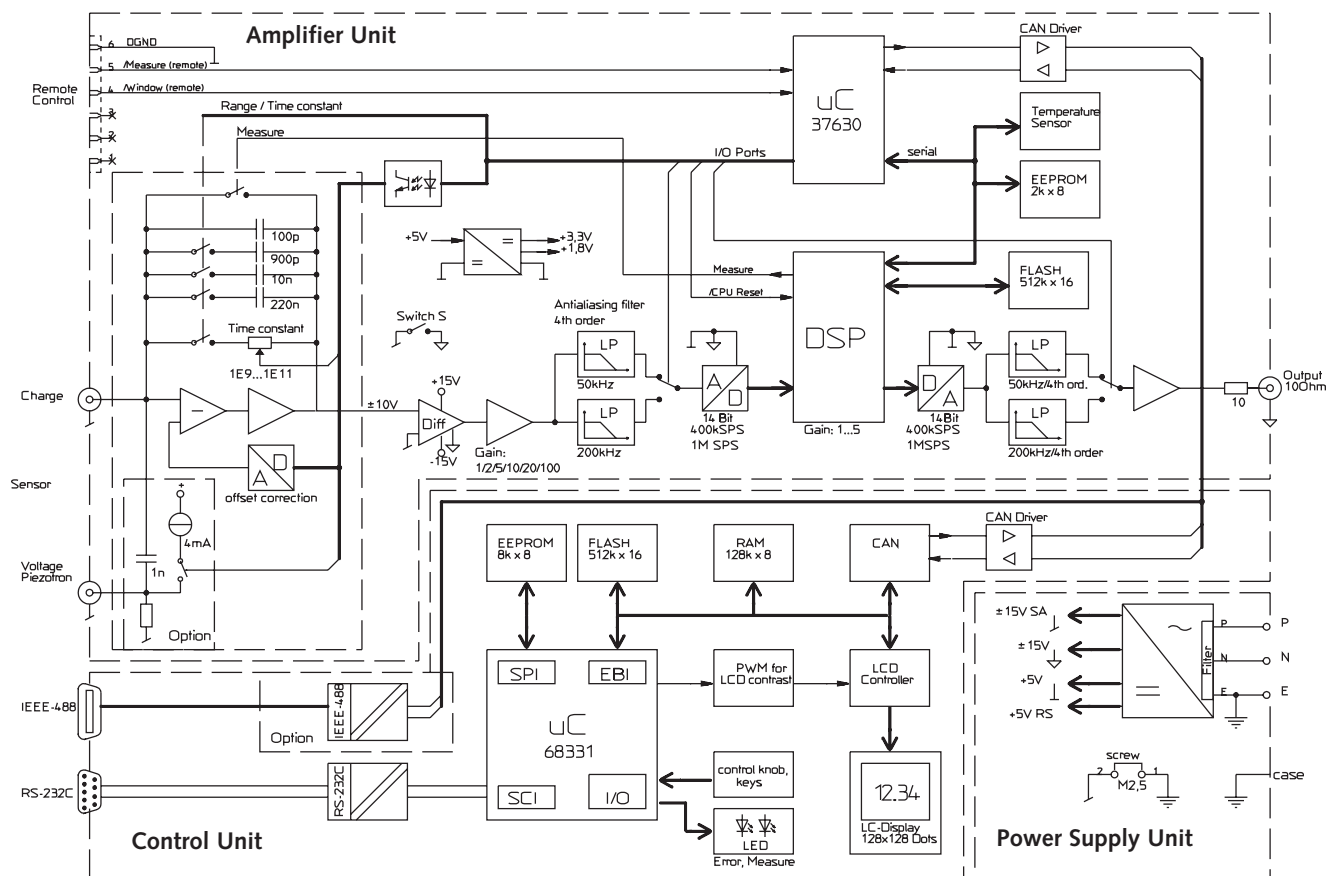 Amplifier Unit
CAN Driver
6 DGND
5 /Measure (remote)
4 /Window (remote)
Remote
Control
3
2
1
Range / Time constant
Measure
uC
37630
I/O Ports
serial
Temperature
Sensor
EEPROM
2k x 8
100p
900p
10n
220n
Time constant
1E9...1E11
+5V
=
=
+3,3V
+1,8V
Measure
/CPU Reset
FLASH
512k x 16
Switch S
Antialiasing filter
4th order
LP
50kHz
LP
200kHz
DSP
Gain: 1...5
A
D
14 Bit
400kSPS
1M SPS
D
A
14Bit
400kSPS
1MSPS
LP
50kHz/4th ord.
LP
200kHz/4th order
Output
10Ohm
10
Charge
±10V
+15V
Diff
-15V
Gain:
1/2/5/10/20/100
D
A
offset correction
Sensor
+
4mA
1n
Voltage
Piezotron
Option
EEPROM
8k x 8
FLASH
512k x 16
RAM
128k x 8
CAN
CAN Driver
SPI
EBI
uC
68331
SCI
I/O
PWM for
LCD contrast
LCD
Controller
±15V SA
±15V
+5V
+5V RS
Filter
P
N
E
P
N
E
IEEE-488
IEEE-488
Option
RS-232C
RS-232C
control knob,
keys
LED
Error, Measure
12.34
LC-Display
128x128 Dots
screw
2
1
M2,5
case
Control Unit
Power Supply Unit